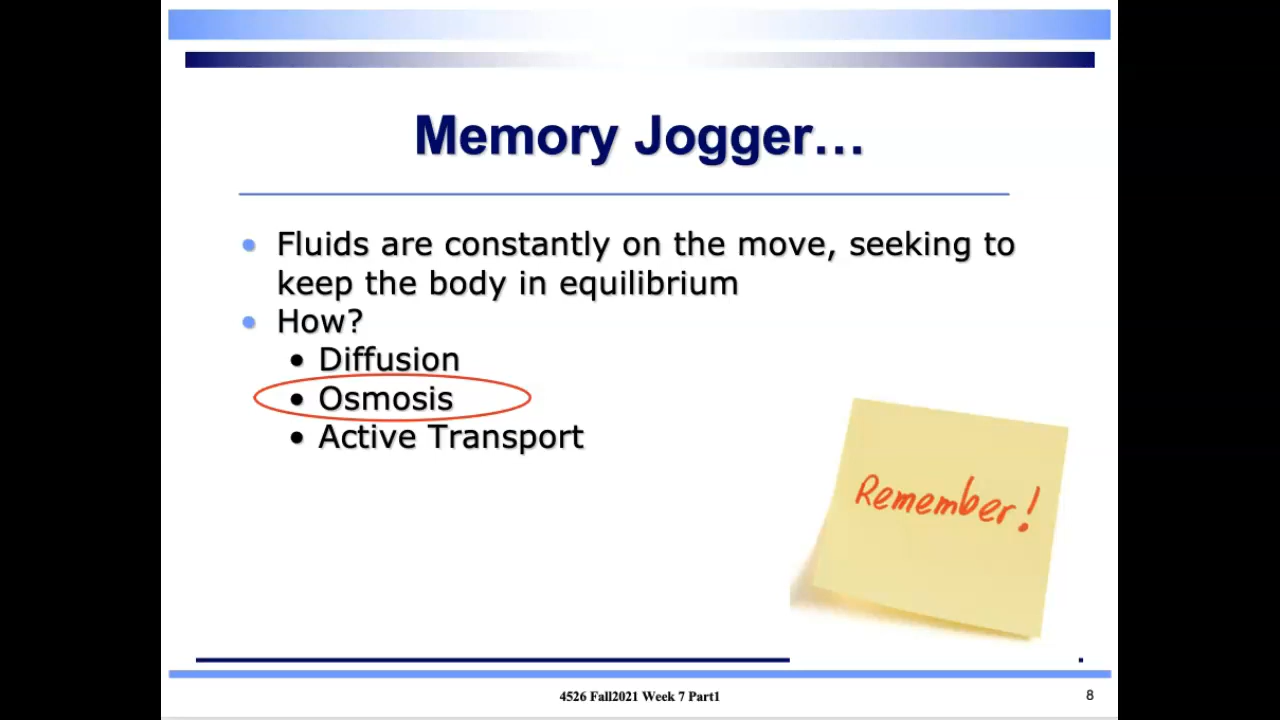 Memory Jogger...
• Fluids are constantly on the move, seeking to
keep the body in equilibrium
• How?
• Diffusion
• Osmosis
• Active Transport
Remember!
4526 Fall2021 Week 7 Part1
8